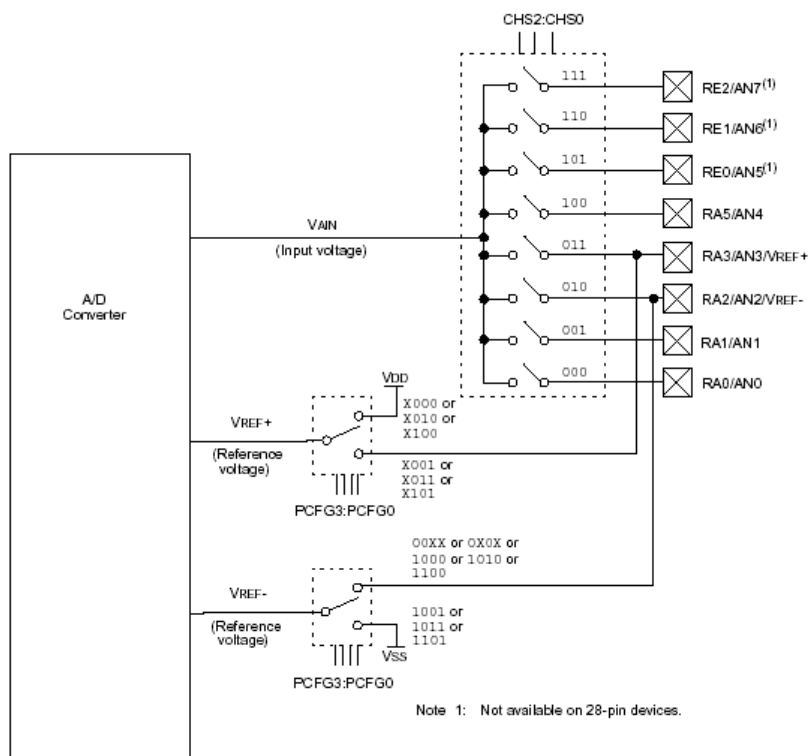 CHS2:CHS0
111
RE2/AN7(1)
110
RE1/AN6(1)
101
RE0/AN5(1)
100
RA5/AN4
VAIN
(Input voltage)
011
RA3/AN3/VREF+
010
RA2/AN2/VREF-
A/D
Converter
001
RA1/AN1
000
RA0/AN0
VDD
X000 or
X010 or
X100
VREF+
(Reference
voltage)
X001 or
X011 or
X101
PCFG3:PCFG0
00XX or 0X0X or
1000 or 1010 or
1100
VREF-
(Reference
voltage)
1001 or
1011 or
1101
VSS
PCFG3:PCFG0
Note 1: Not available on 28-pin devices.